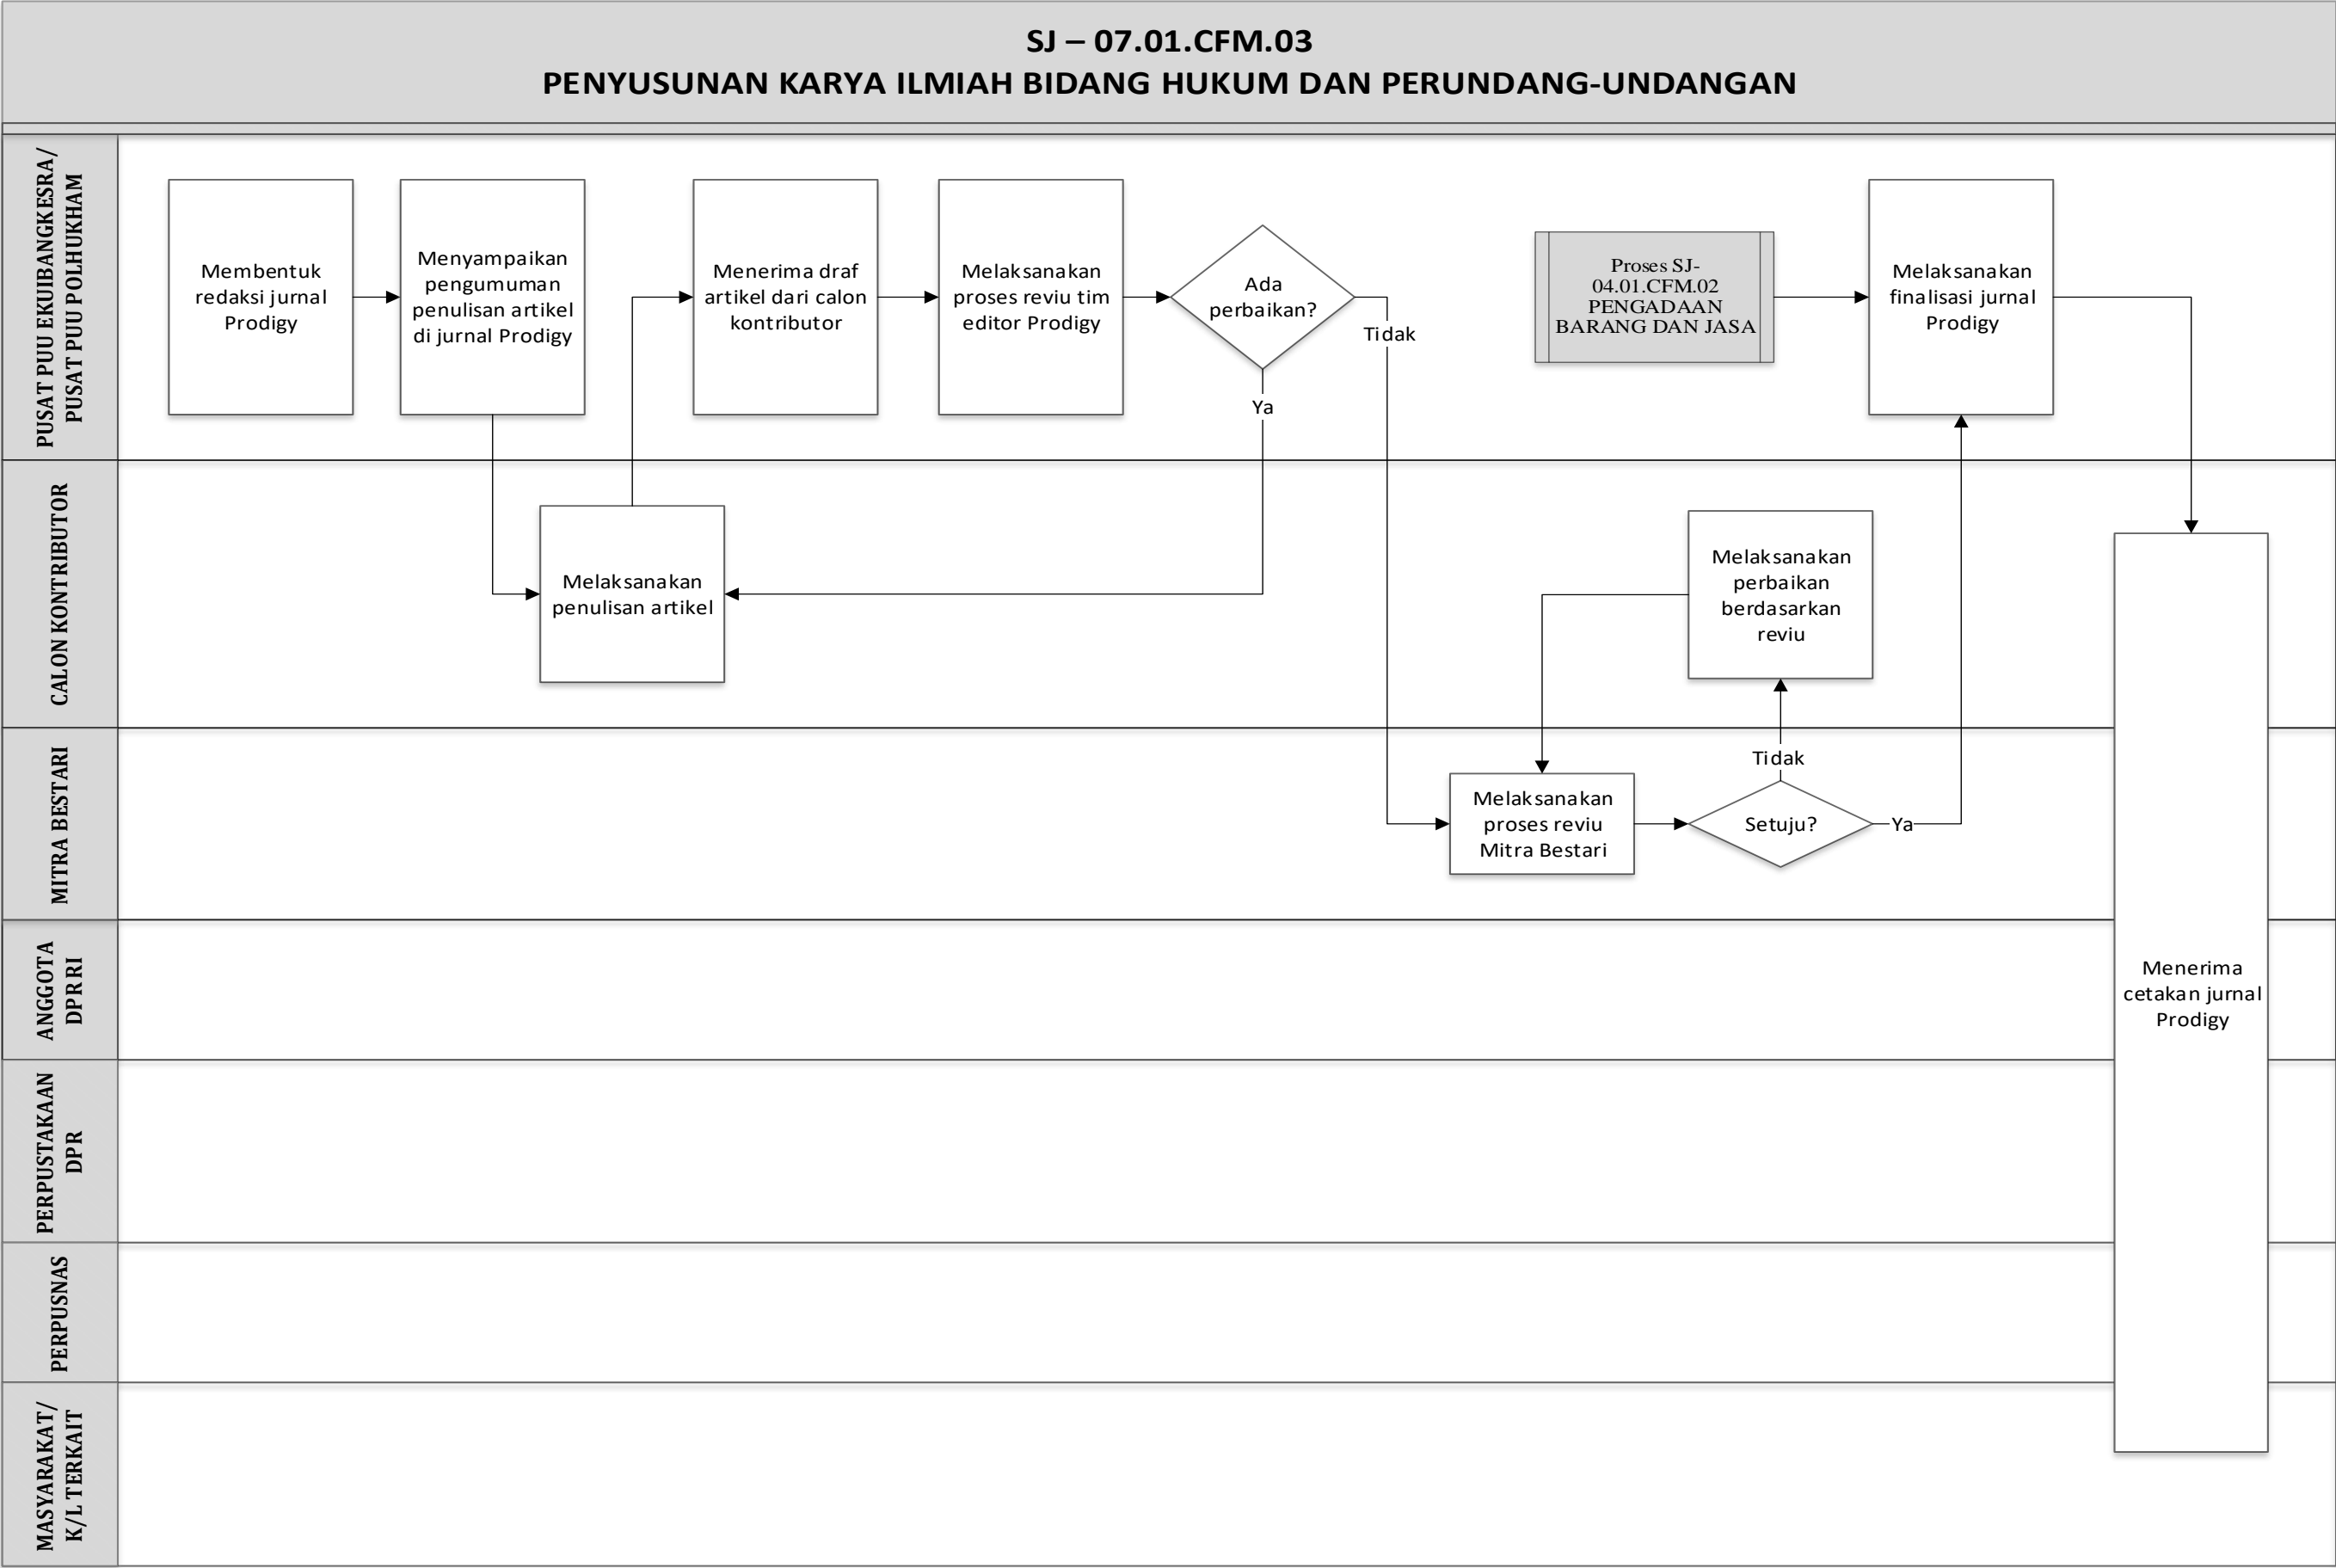 SJ – 07.01.CFM.03
PENYUSUNAN KARYA ILMIAH BIDANG HUKUM DAN PERUNDANG-UNDANGAN
PUSAT PUU EKUIBANGKESRA/
PUSAT PUU POLHUKHAM
Membentuk
redaksi jurnal
Prodigy
Menyampaikan
pengumuman
penulisan artikel
di jurnal Prodigy
Menerima draf
artikel dari calon
kontributor
Melaksanakan
proses reviu tim
editor Prodigy
Ada
perbaikan?
Tidak
Ya
Proses SJ-
04.01.CFM.02
PENGADAAN
BARANG DAN JASA
Melaksanakan
finalisasi jurnal
Prodigy
CALON KONTRIBUTOR
Melaksanakan
penulisan artikel
Melaksanakan
perbaikan
berdasarkan
reviu
MITRA BESTARI
Melaksanakan
proses reviu
Mitra Bestari
Tidak
Setuju?
Ya
ANGGOTA
DPR RI
Menerima
cetakan jurnal
Prodigy
PERPUSTAKAAN
DPR
PERPUSNAS
MASYARAKAT/
K/L TERKAIT